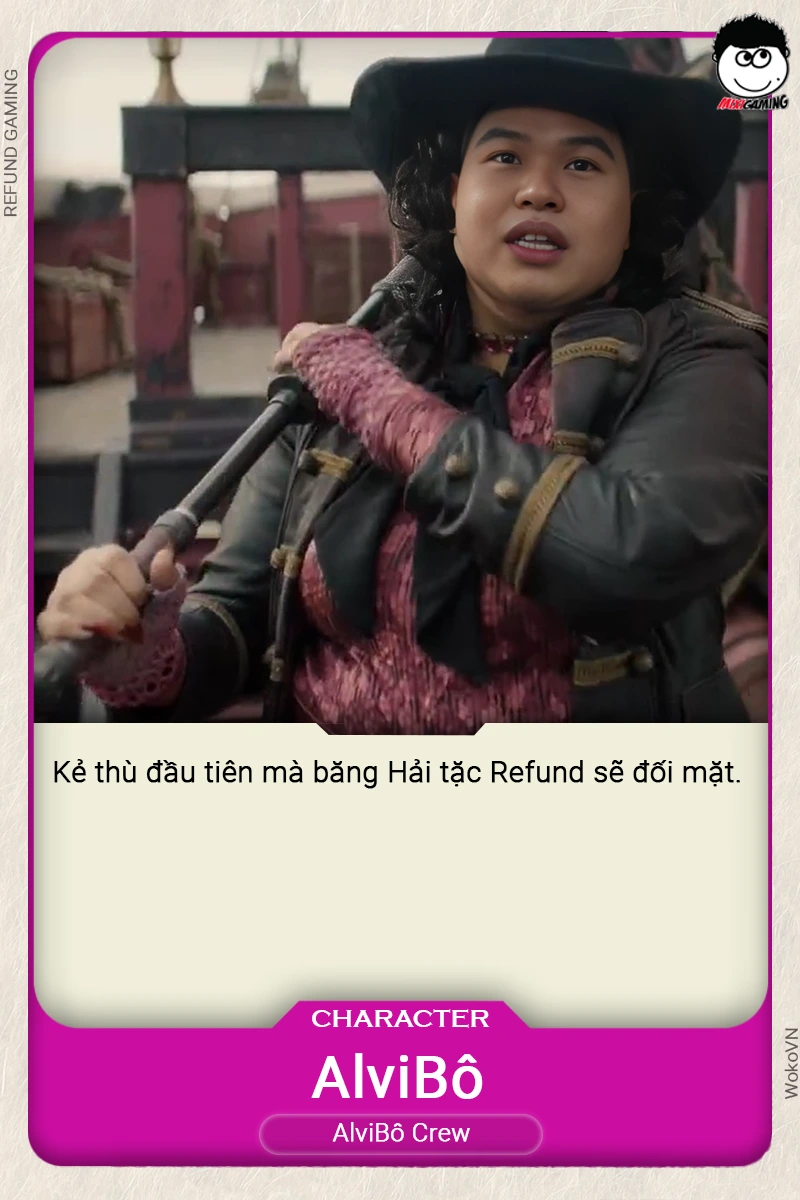 REFUND GAMING
MIXIGAMING
Kẻ thù đầu tiên mà băng Hải tặc Refund sẽ đối mặt.
CHARACTER
AlviBô
AlviBô Crew
WokoVN